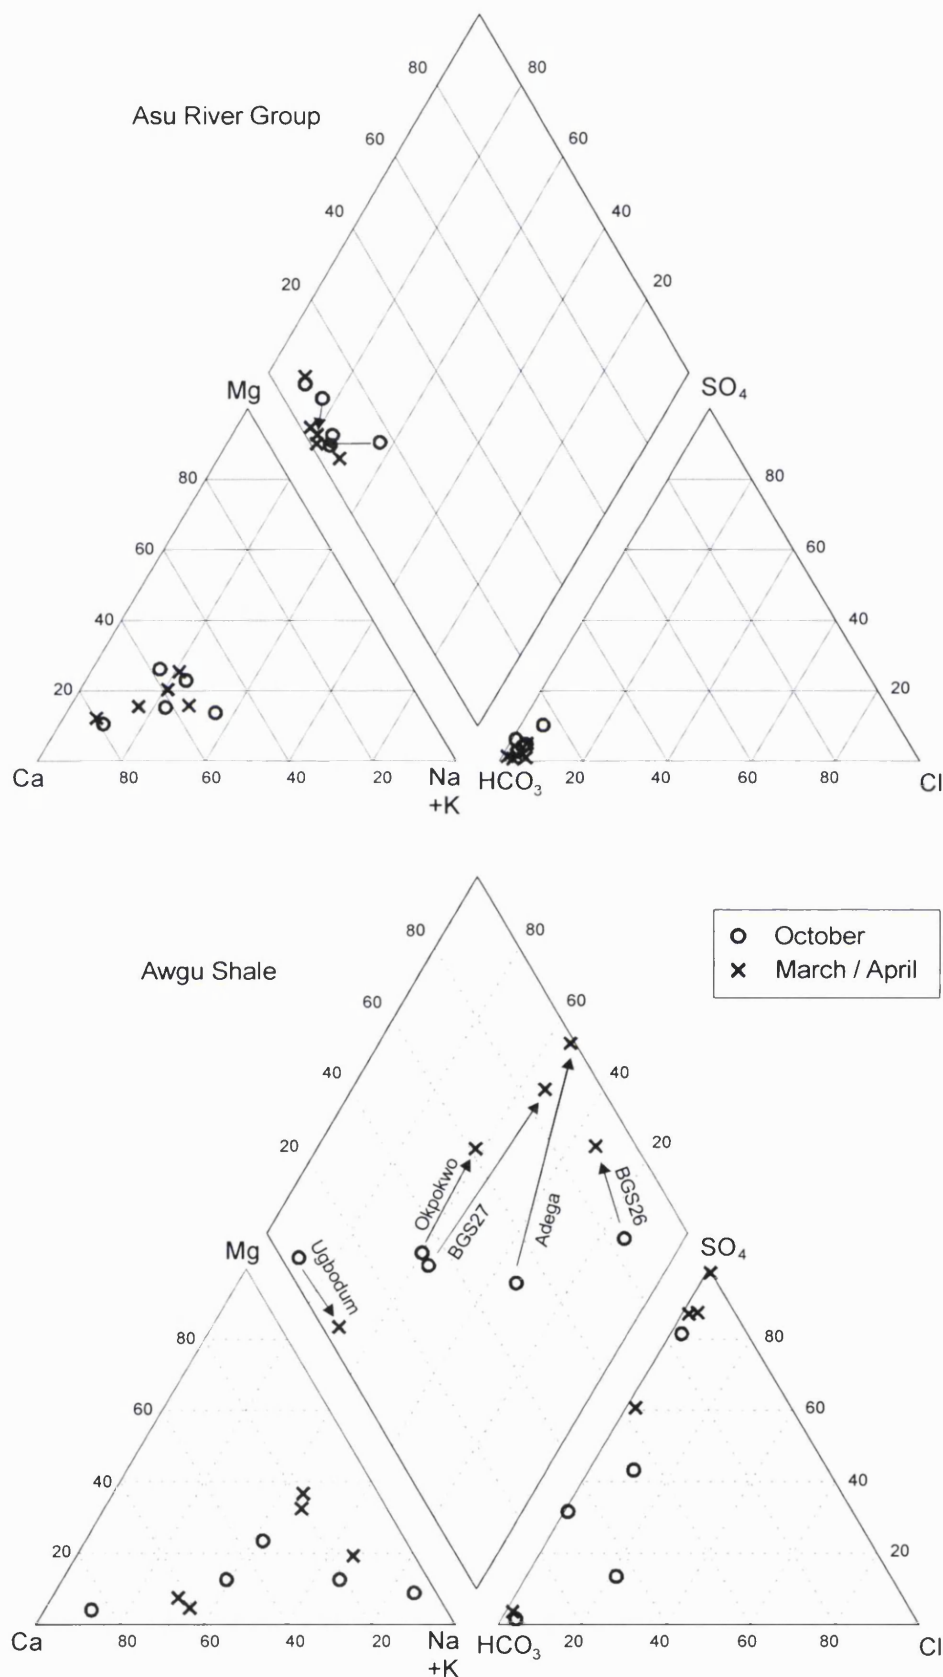 80 80
Asu River Group
60 60
40 40
20 20
Mg SO4
80 80
60 60
40 40
20 20
Ca 80 60 40 20 Na +K HCO3 20 40 60 80 Cl
80 80
October
March / April
Awgu Shale
60 60
40 40
20 20
Okpokwo
BGS27
Adega
BGS26
Ugbodum
Mg SO4
80 80
60 60
40 40
20 20
Ca 80 60 40 20 Na +K HCO3 20 40 60 80 Cl